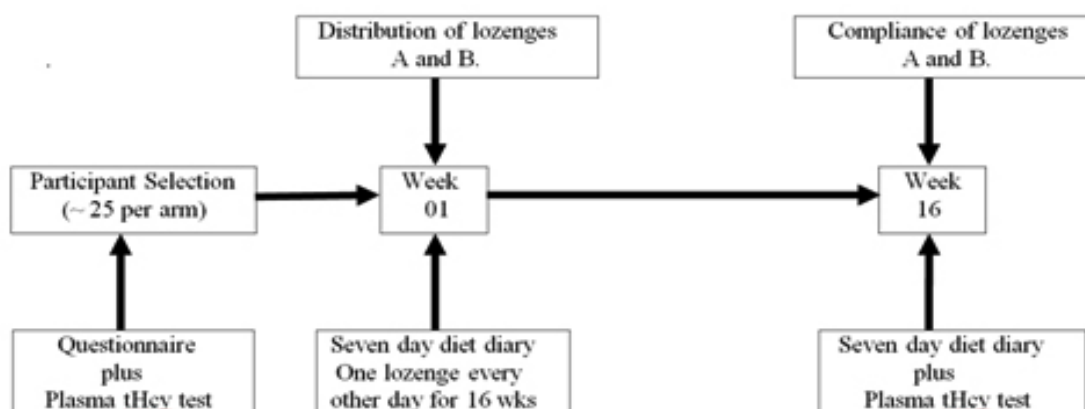 Distribution of lozenges
A and B.
Compliance of lozenges
A and B.
Participant Selection
(~ 25 per arm)
Week
01
Week
16
Questionnaire
plus
Plasma tHcy test
Seven day diet diary
One lozenge every
other day for 16 wks
Seven day diet diary
plus
Plasma tHcy test